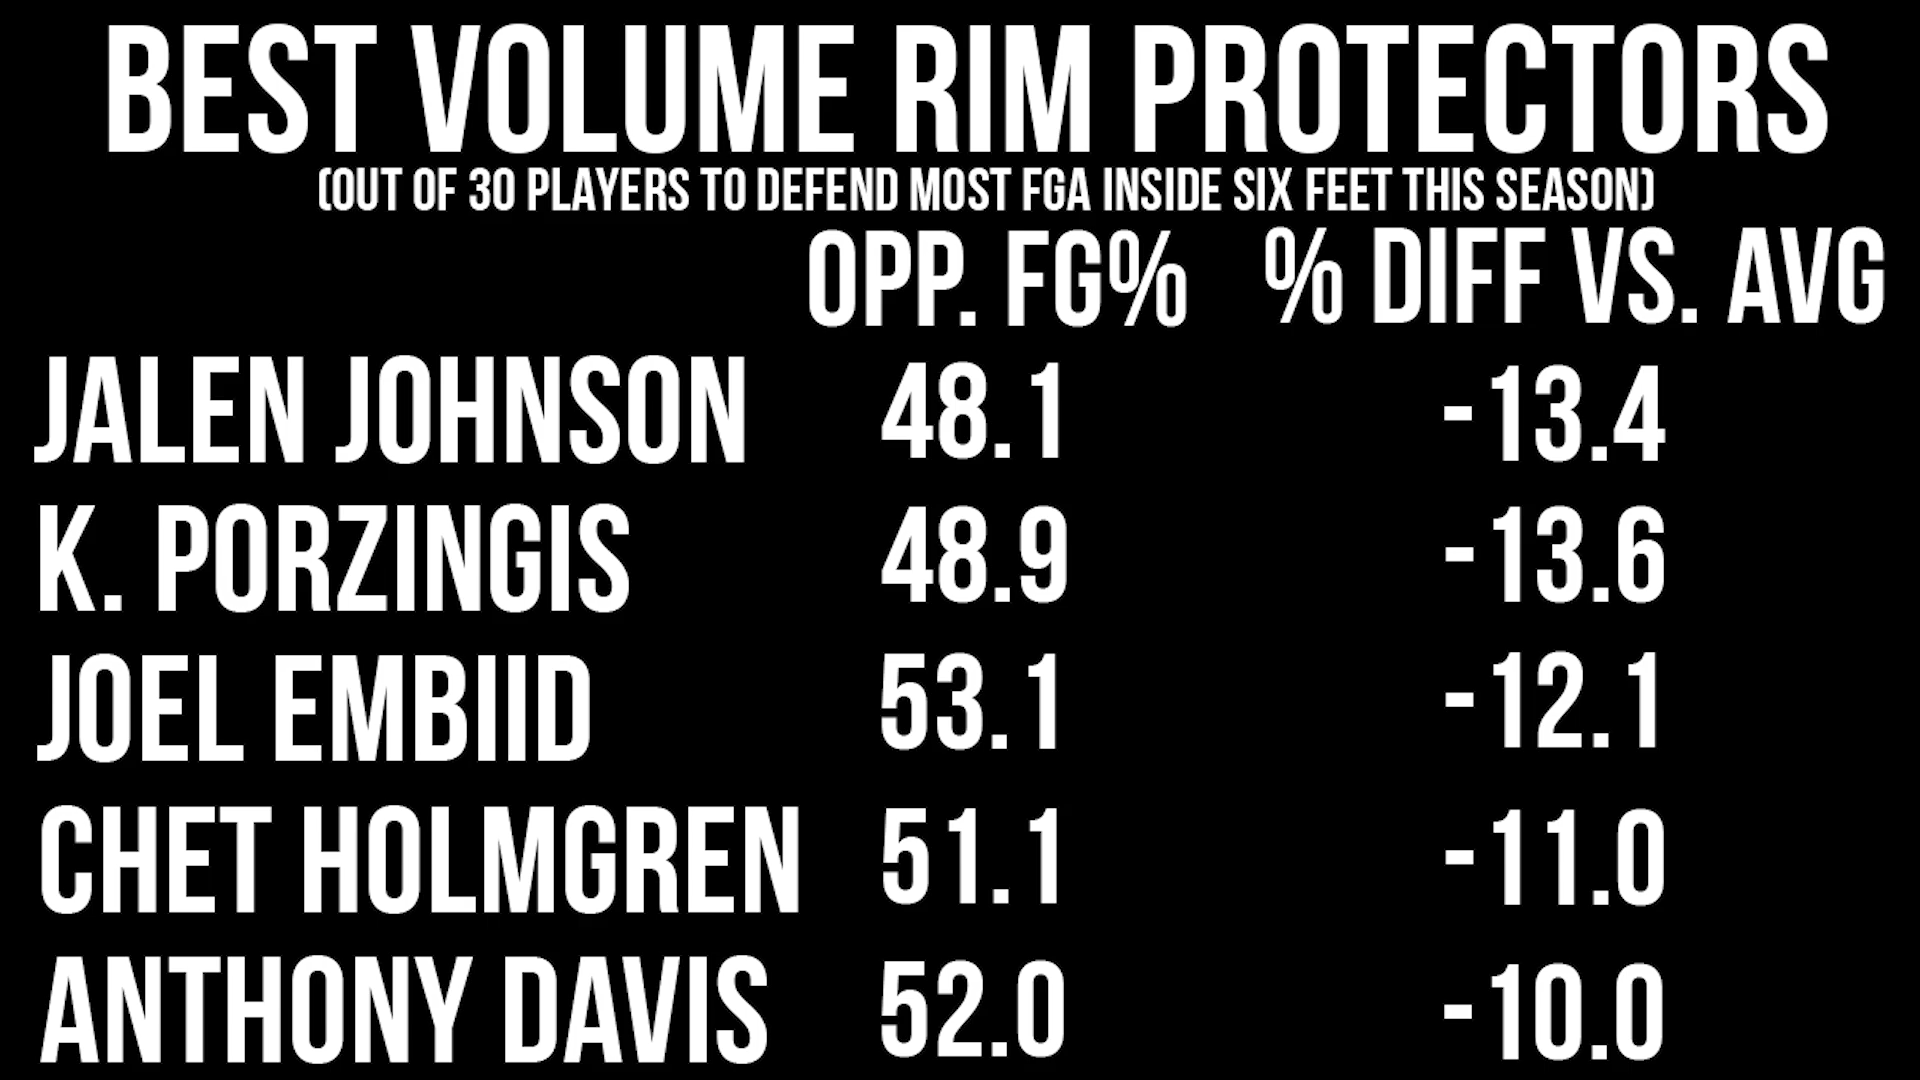 BEST VOLUME RIM PROTECTORS
(OUT OF 30 PLAYERS TO DEFEND MOST FGA INSIDE SIX FEET THIS SEASON)
OPP. FG% % DIFF VS. AVG
JALEN JOHNSON 48.1 -13.4
K. PORZINGIS 48.9 -13.6
JOEL EMBIID 53.1 -12.1
CHET HOLMGREN 51.1 -11.0
ANTHONY DAVIS 52.0 -10.0